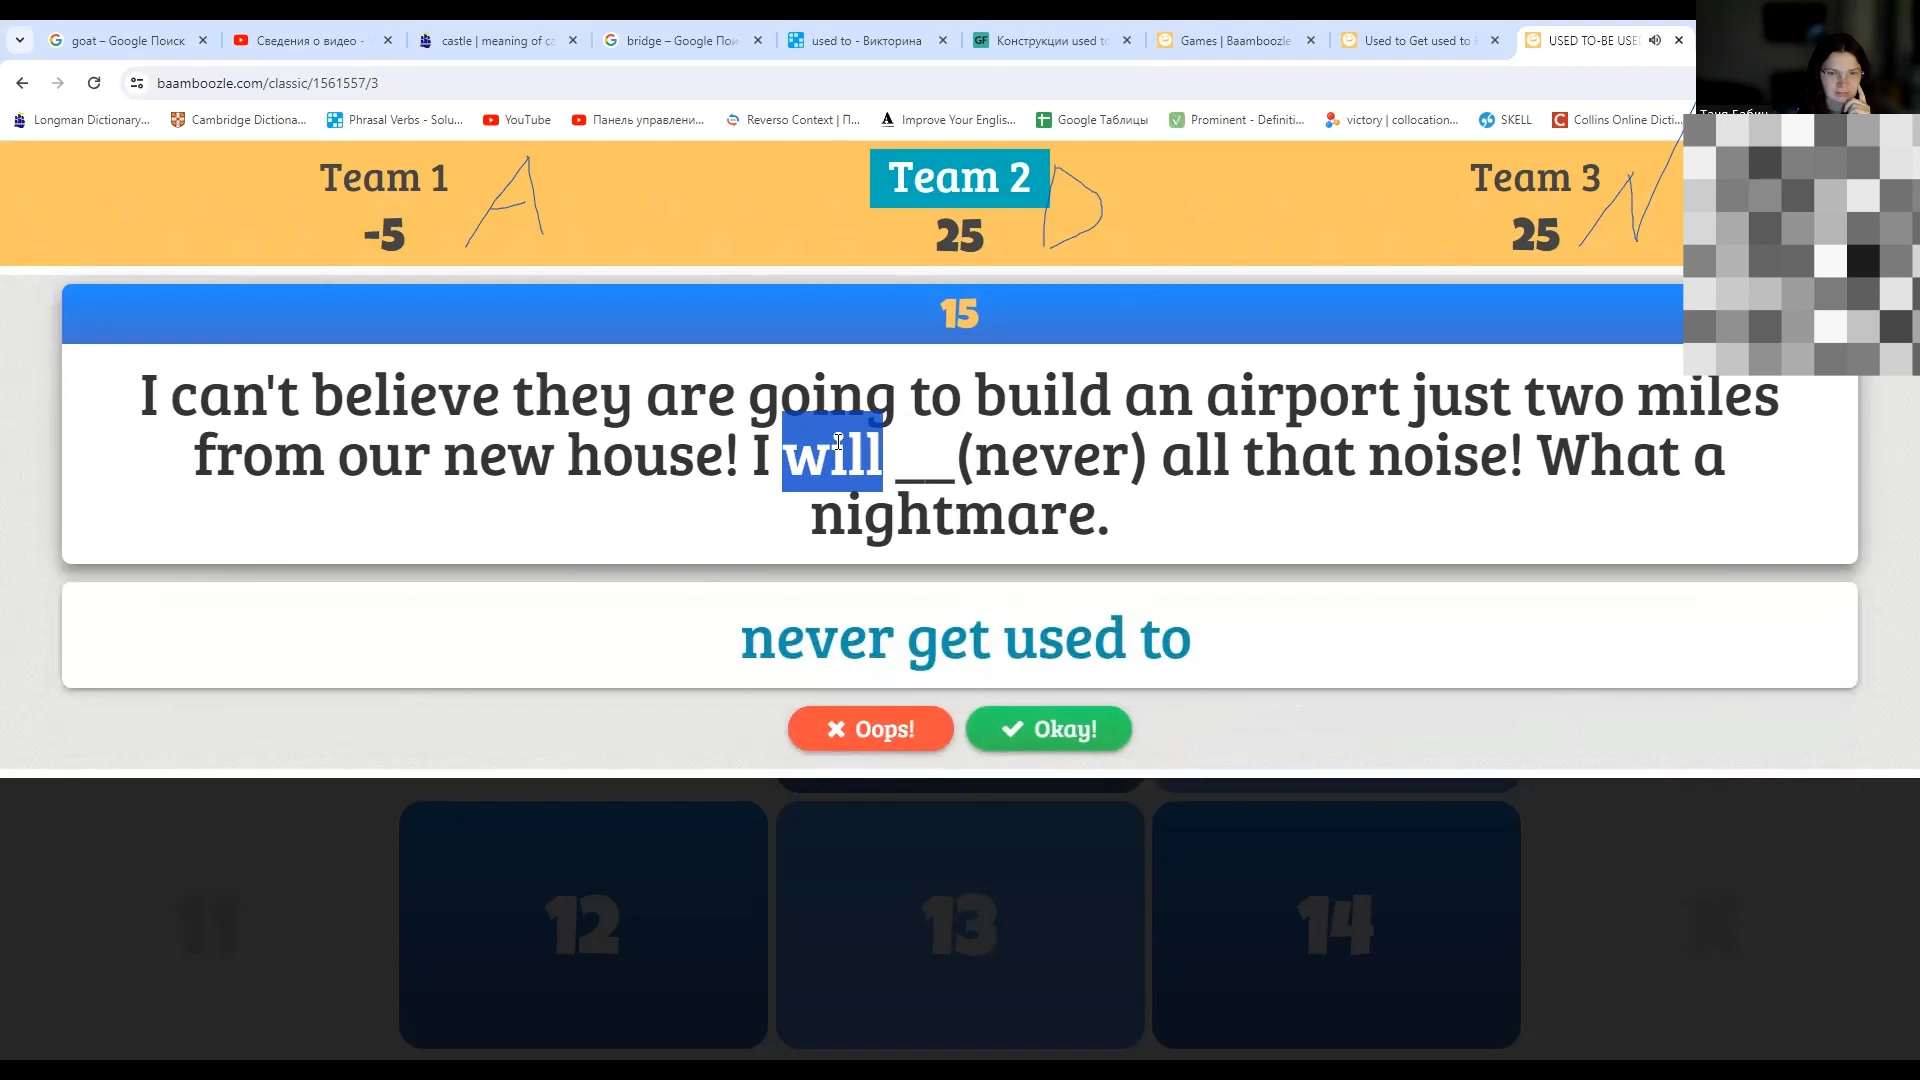 goat – Google Поиск
Сведения о видео -
castle | meaning of ca
bridge – Google Пои
used to - Викторина
GF Конструкции used to
Games | Baamboozle
Used to Get used to
USED TO-BE USE
baamboozle.com/classic/1561557/3
Longman Dictionary...
Cambridge Dictiona...
Phrasal Verbs - Solu...
YouTube
Панель управлени...
Reverso Context | П...
A Improve Your Englis...
Google Таблицы
Prominent - Definiti...
victory | collocation...
SKELL
C Collins Online Dicti...
Team 1 A
Team 2 D
Team 3 N
-5
25
25
15
I can't believe they are going to build an airport just two miles
from our new house! I will __(never) all that noise! What a
nightmare.
never get used to
Oops!
Okay!
12
13
14